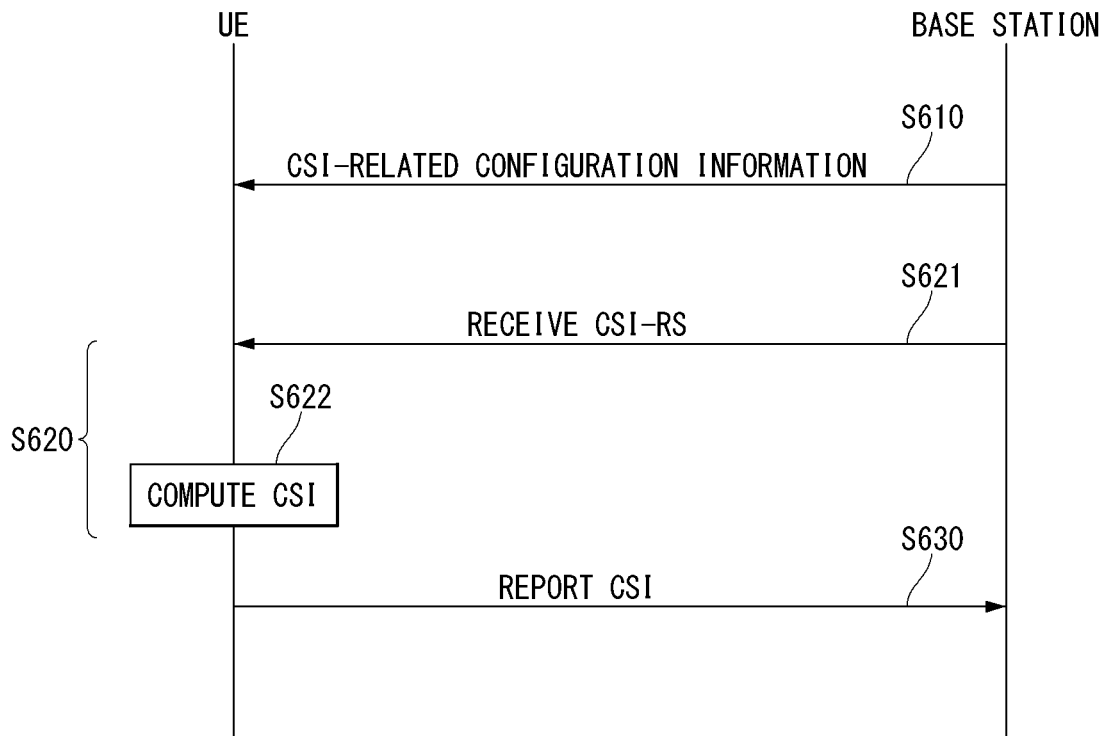 UE
BASE STATION
S610
CSI-RELATED CONFIGURATION INFORMATION
S621
RECEIVE CSI-RS
S622
S620
COMPUTE CSI
S630
REPORT CSI